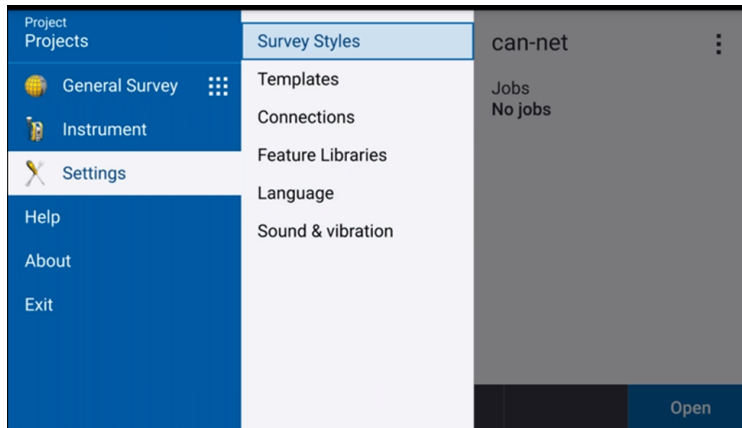 Project
Projects
General Survey
Instrument
Settings
Help
About
Exit
Survey Styles
Templates
Connections
Feature Libraries
Language
Sound & vibration
can-net
Jobs
No jobs
Open